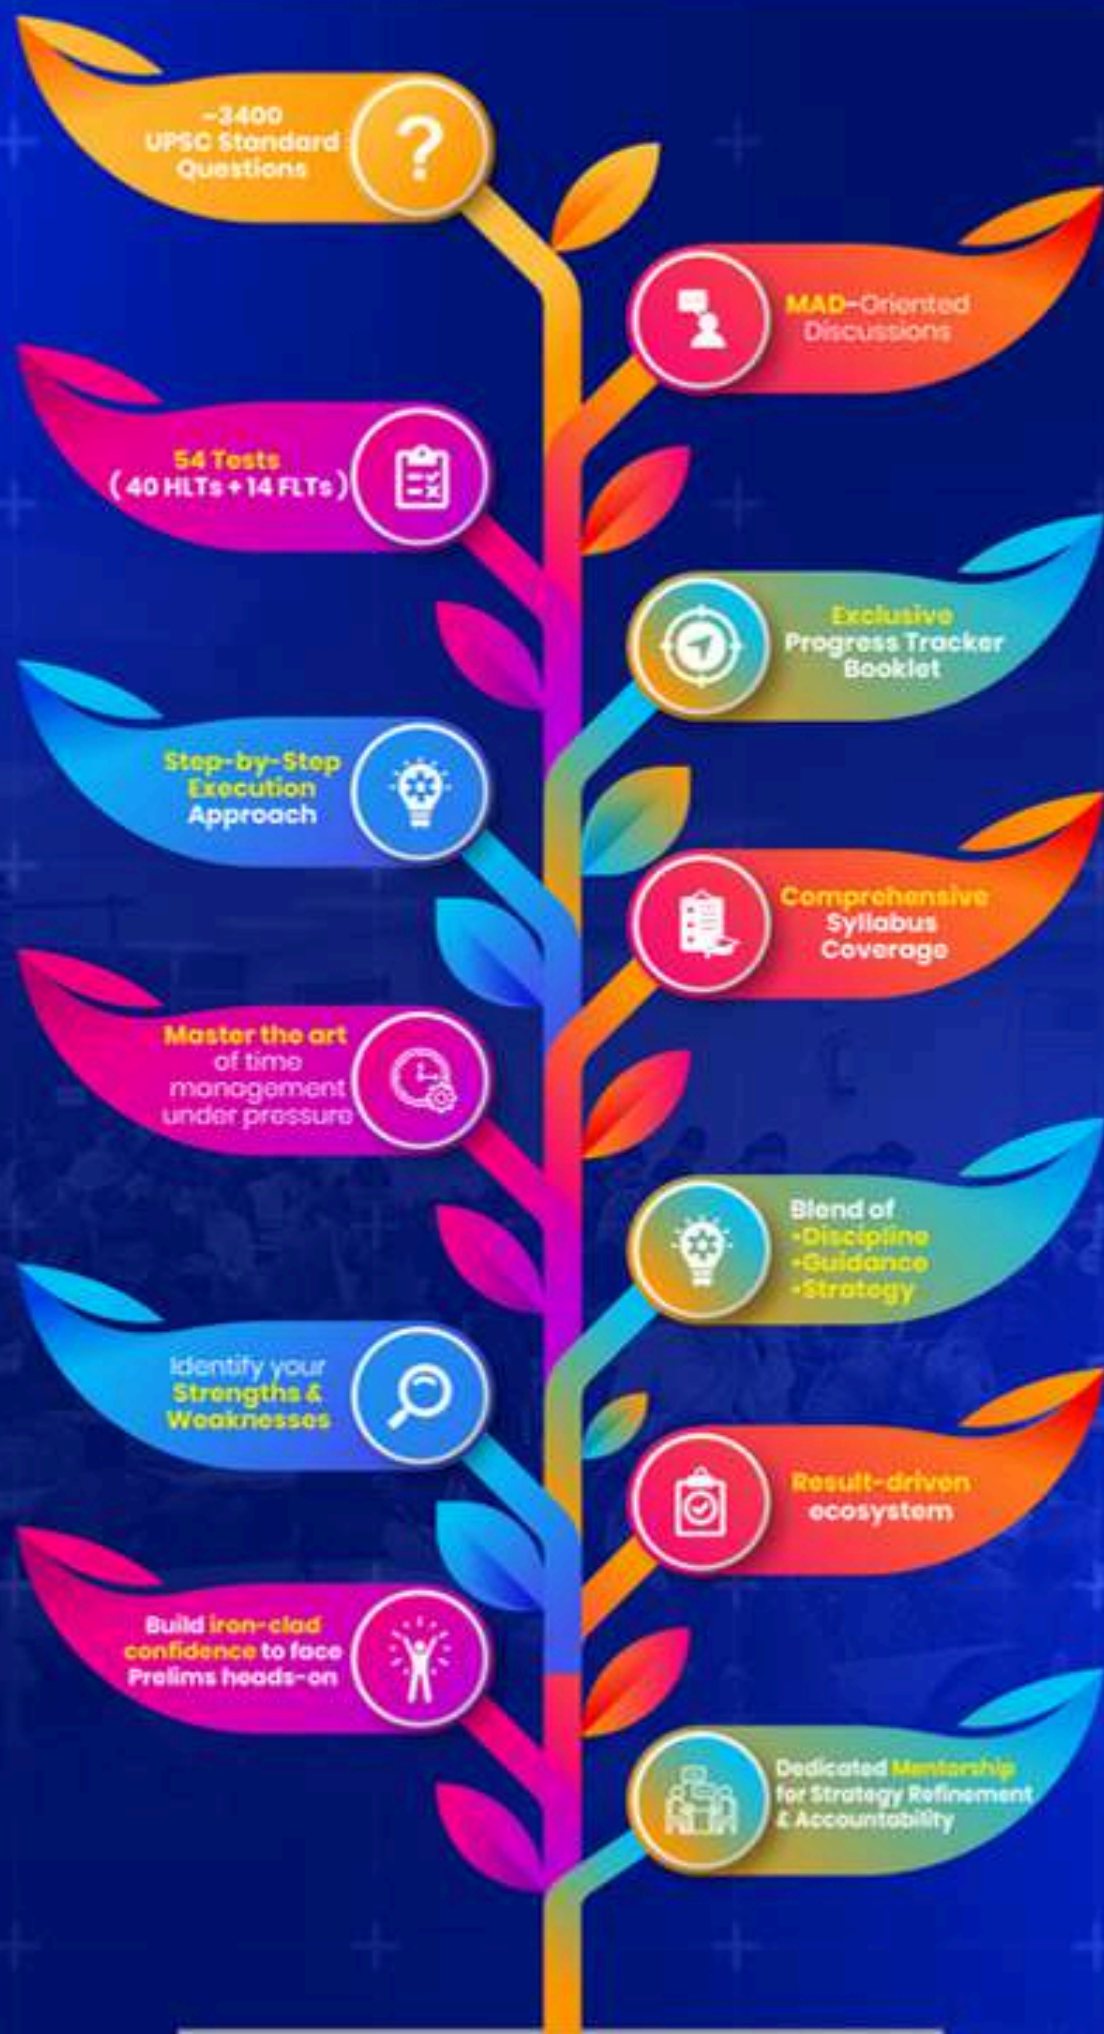 ~3400
UPSC Standard
Questions
MAD-Oriented
Discussions
54 Tests
( 40 HLTs + 14 FLTs )
Exclusive
Progress Tracker
Booklet
Step-by-Step
Execution
Approach
Comprehensive
Syllabus
Coverage
Master the art
of time
management
under pressure
Blend of
•Discipline
•Guidance
•Strategy
Identify your
Strengths &
Weaknesses
Result-driven
ecosystem
Build iron-clad
confidence to face
Prelims heads-on
Dedicated Mentorship
for Strategy Refinement
& Accountability